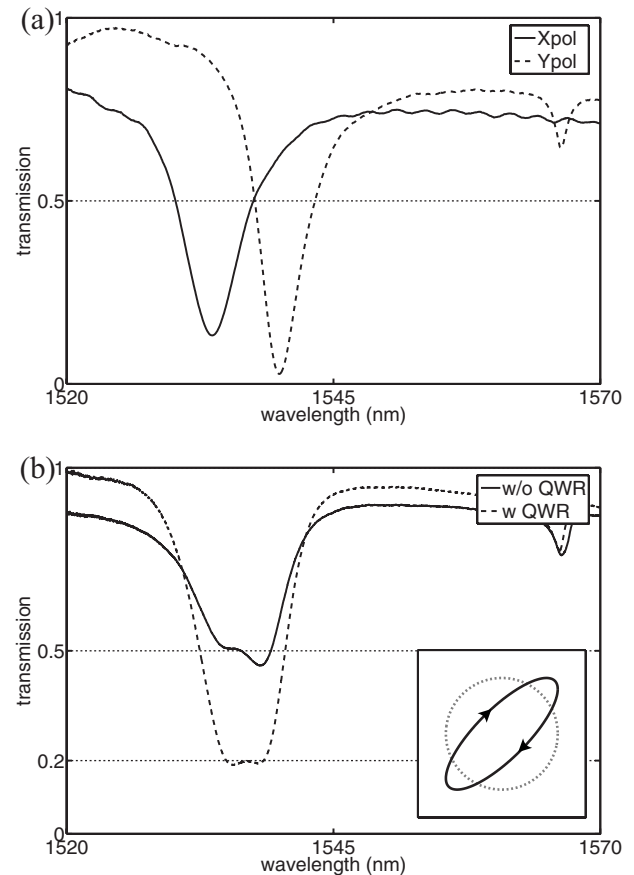 (a)
1
Xpol
Ypol
transmission
0.5
0
1520
1545
1570
wavelength (nm)
(b)
1
w/o QWR
w QWR
transmission
0.5
0.2
0
1520
1545
1570
wavelength (nm)